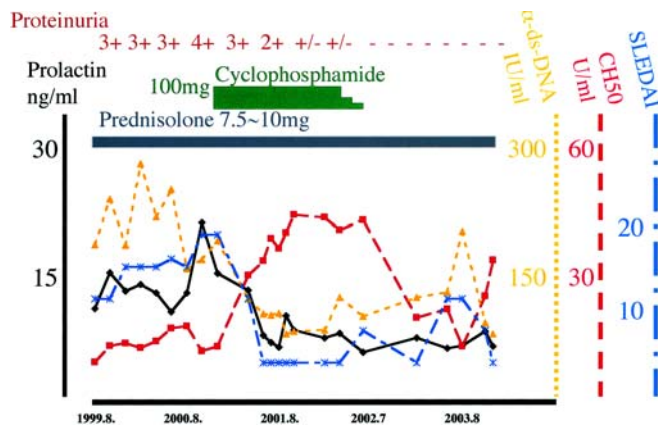 Proteinuria
3+ 3+ 3+ 4+ 3+ 2+ +/- +/- - - - - - - - - -
Prolactin
ng/ml
100mg
Cyclophosphamide
Prednisolone 7.5~10mg
α-ds-DNA
IU/ml
CH50
U/ml
SLEDAI
30
300
60
20
15
150
30
10
1999.8. 2000.8. 2001.8. 2002.7 2003.8